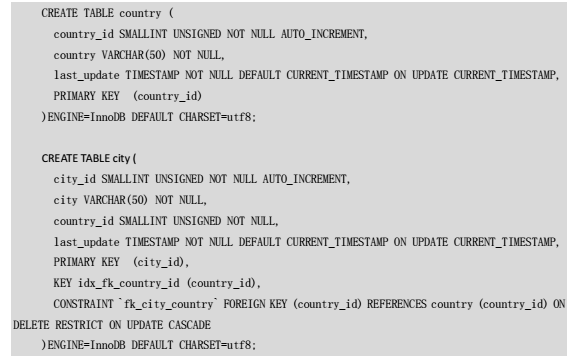 CREATE TABLE country (
country_id SMALLINT UNSIGNED NOT NULL AUTO_INCREMENT,
country VARCHAR(50) NOT NULL,
last_update TIMESTAMP NOT NULL DEFAULT CURRENT_TIMESTAMP ON UPDATE CURRENT_TIMESTAMP,
PRIMARY KEY  (country_id)
)ENGINE=InnoDB DEFAULT CHARSET=utf8;
CREATE TABLE city (
city_id SMALLINT UNSIGNED NOT NULL AUTO_INCREMENT,
city VARCHAR(50) NOT NULL,
country_id SMALLINT UNSIGNED NOT NULL,
last_update TIMESTAMP NOT NULL DEFAULT CURRENT_TIMESTAMP ON UPDATE CURRENT_TIMESTAMP,
PRIMARY KEY  (city_id),
KEY idx_fk_country_id (country_id),
CONSTRAINT `fk_city_country` FOREIGN KEY (country_id) REFERENCES country (country_id) ON
DELETE RESTRICT ON UPDATE CASCADE
)ENGINE=InnoDB DEFAULT CHARSET=utf8;